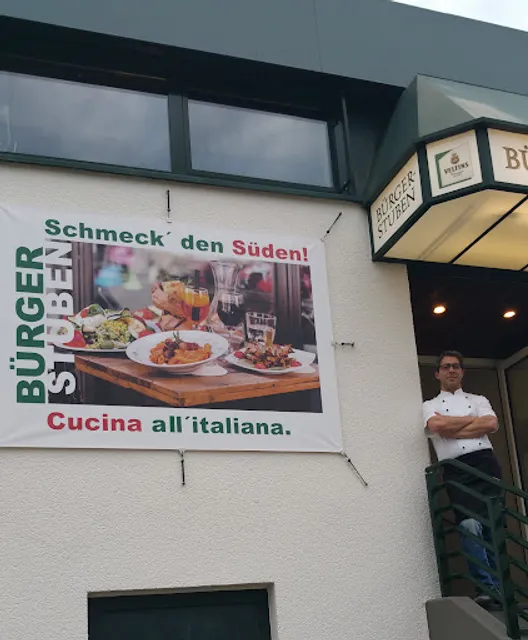 Schmeck´ den Süden!
BÜRGER
STUBEN
Cucina all´italiana.
BÜRGER-
STUBEN
VELTINS
BÜ